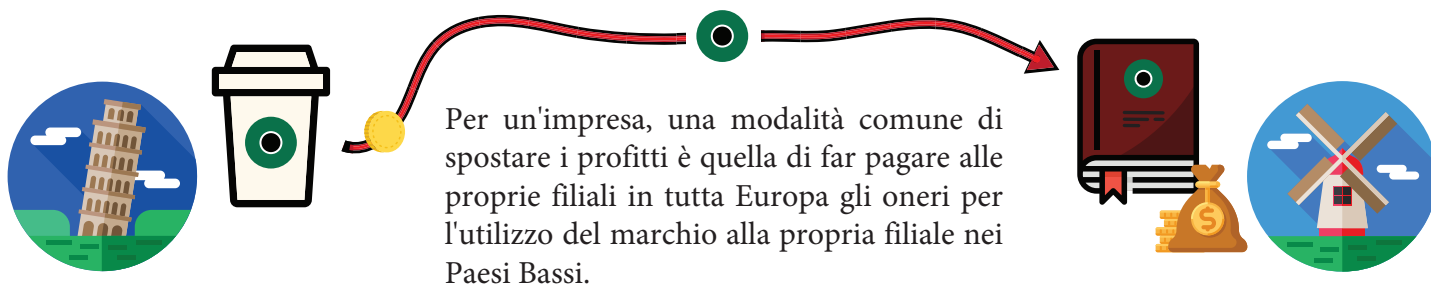 Per un'impresa, una modalità comune di
spostare i profitti è quella di far pagare alle
proprie filiali in tutta Europa gli oneri per
l'utilizzo del marchio alla propria filiale nei
Paesi Bassi.
$